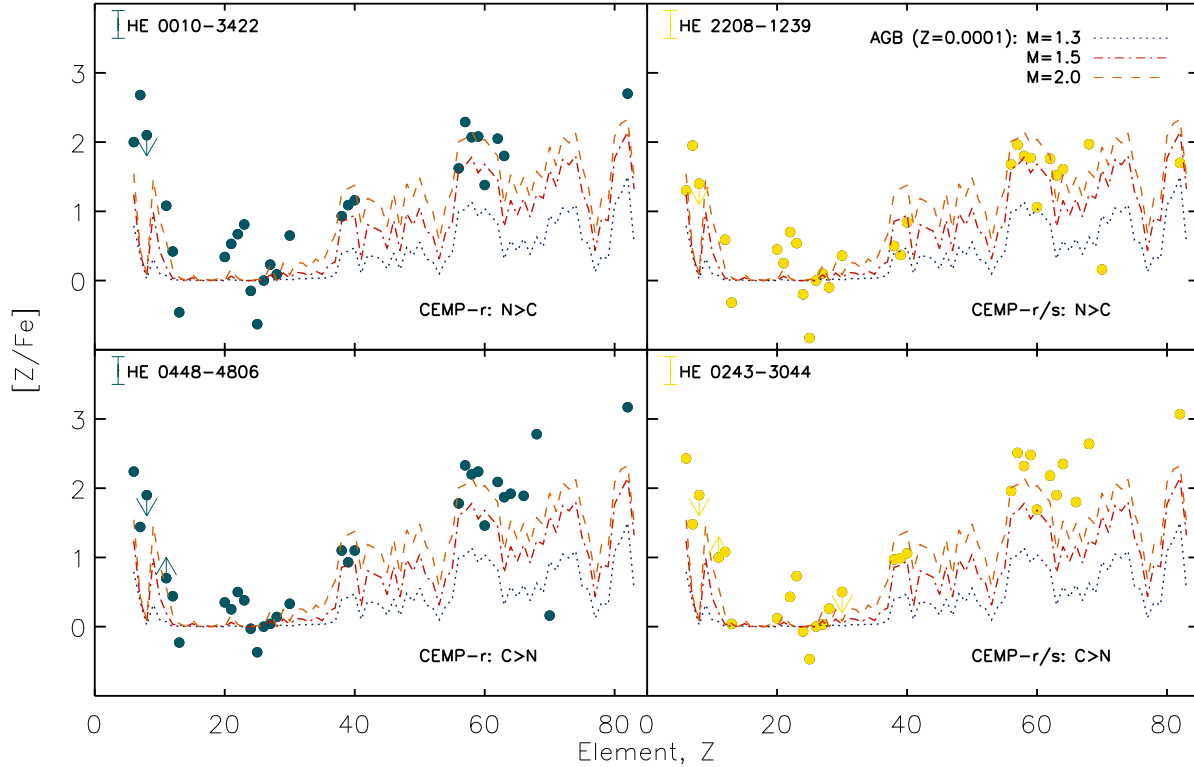 HE 0010−3422
HE 2208−1239
AGB (Z=0.0001): M=1.3
M=1.5
M=2.0
3
2
1
0
CEMP−r: N>C
CEMP−r/s: N>C
[Z/Fe]
HE 0448−4806
HE 0243−3044
3
2
1
0
CEMP−r: C>N
CEMP−r/s: C>N
0 20 40 60 80 0 20 40 60 80
Element, Z